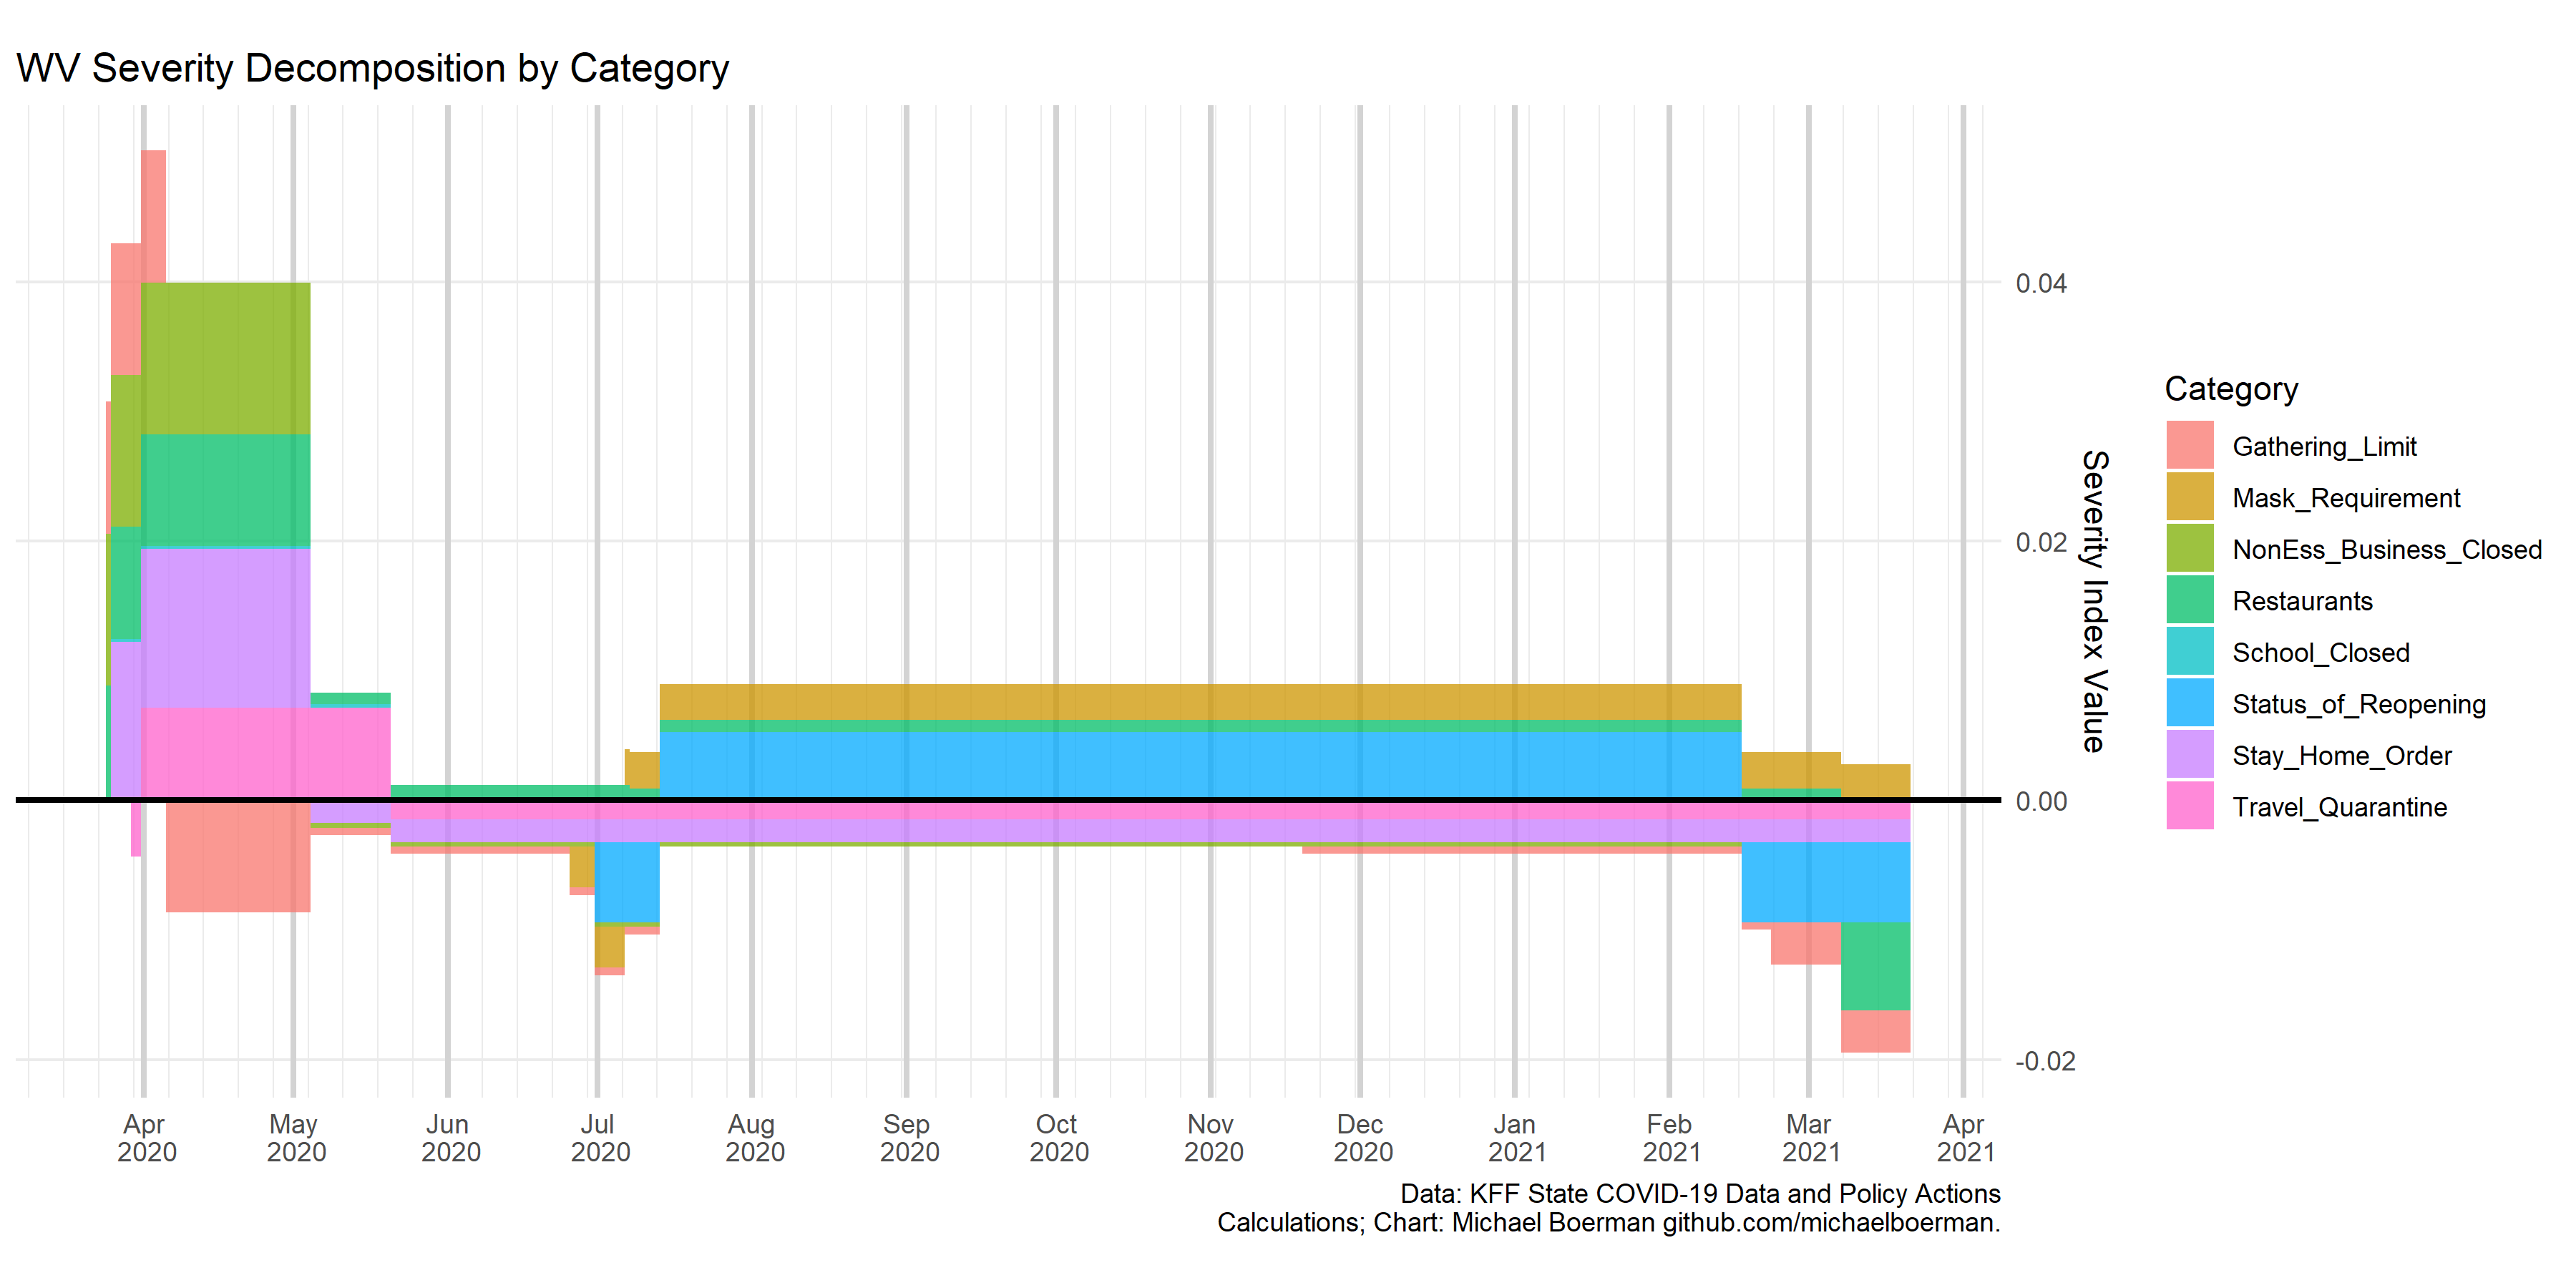 WV Severity Decomposition by Category
0.04
0.02
0.00
-0.02
Severity Index Value
Apr 2020
May 2020
Jun 2020
Jul 2020
Aug 2020
Sep 2020
Oct 2020
Nov 2020
Dec 2020
Jan 2021
Feb 2021
Mar 2021
Apr 2021
Category
Gathering_Limit
Mask_Requirement
NonEss_Business_Closed
Restaurants
School_Closed
Status_of_Reopening
Stay_Home_Order
Travel_Quarantine
Data: KFF State COVID-19 Data and Policy Actions
Calculations; Chart: Michael Boerman github.com/michaelboerman.